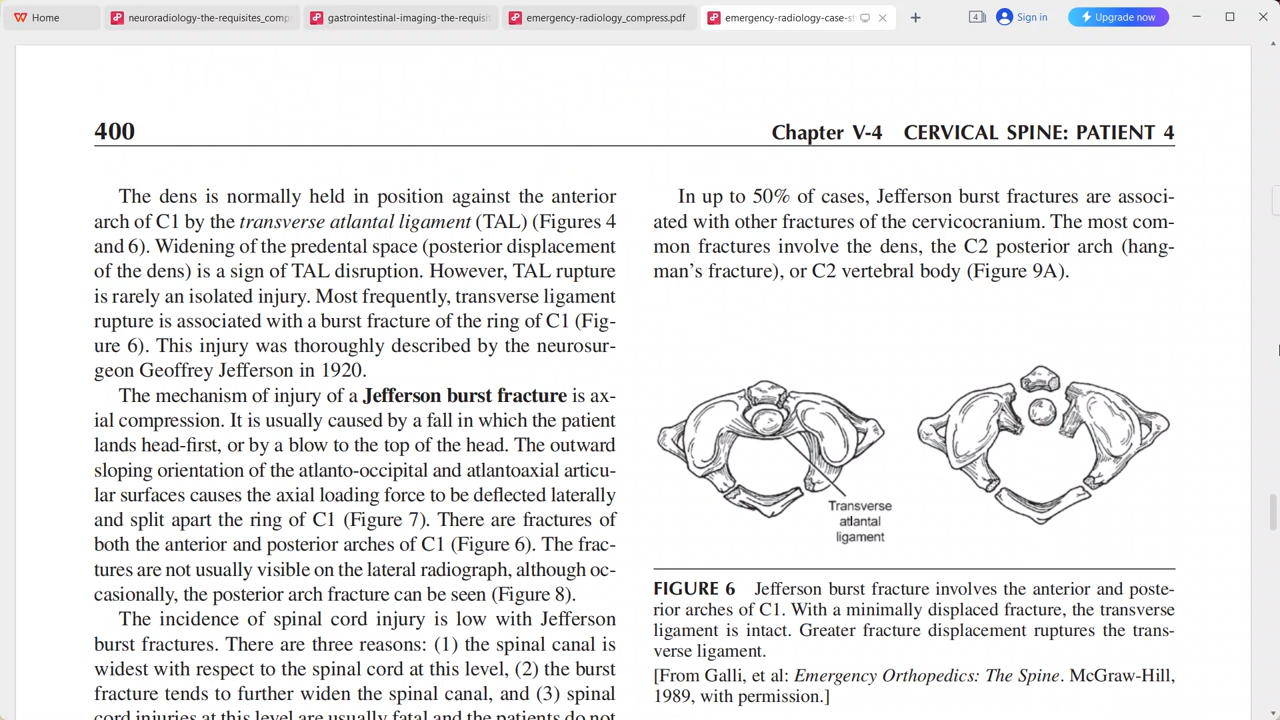 Home
neuroradiology-the-requisites_comp
gastrointestinal-imaging-the-requisit
emergency-radiology_compress.pdf
emergency-radiology-case-st
4
Sign in
Upgrade now
400
Chapter V-4 CERVICAL SPINE: PATIENT 4
The dens is normally held in position against the anterior
arch of C1 by the transverse atlantal ligament (TAL) (Figures 4
and 6). Widening of the predental space (posterior displacement
of the dens) is a sign of TAL disruption. However, TAL rupture
is rarely an isolated injury. Most frequently, transverse ligament
rupture is associated with a burst fracture of the ring of C1 (Fig-
ure 6). This injury was thoroughly described by the neurosur-
geon Geoffrey Jefferson in 1920.
The mechanism of injury of a Jefferson burst fracture is ax-
ial compression. It is usually caused by a fall in which the patient
lands head-first, or by a blow to the top of the head. The outward
sloping orientation of the atlanto-occipital and atlantoaxial articu-
lar surfaces causes the axial loading force to be deflected laterally
and split apart the ring of C1 (Figure 7). There are fractures of
both the anterior and posterior arches of C1 (Figure 6). The frac-
tures are not usually visible on the lateral radiograph, although oc-
casionally, the posterior arch fracture can be seen (Figure 8).
The incidence of spinal cord injury is low with Jefferson
burst fractures. There are three reasons: (1) the spinal canal is
widest with respect to the spinal cord at this level, (2) the burst
fracture tends to further widen the spinal canal, and (3) spinal
cord injuries at this level are usually fatal and the patients do not
In up to 50% of cases, Jefferson burst fractures are associ-
ated with other fractures of the cervicocranium. The most com-
mon fractures involve the dens, the C2 posterior arch (hang-
man's fracture), or C2 vertebral body (Figure 9A).
Transverse
atlantal
ligament
FIGURE 6 Jefferson burst fracture involves the anterior and poste-
rior arches of C1. With a minimally displaced fracture, the transverse
ligament is intact. Greater fracture displacement ruptures the trans-
verse ligament.
[From Galli, et al: Emergency Orthopedics: The Spine. McGraw-Hill,
1989, with permission.]